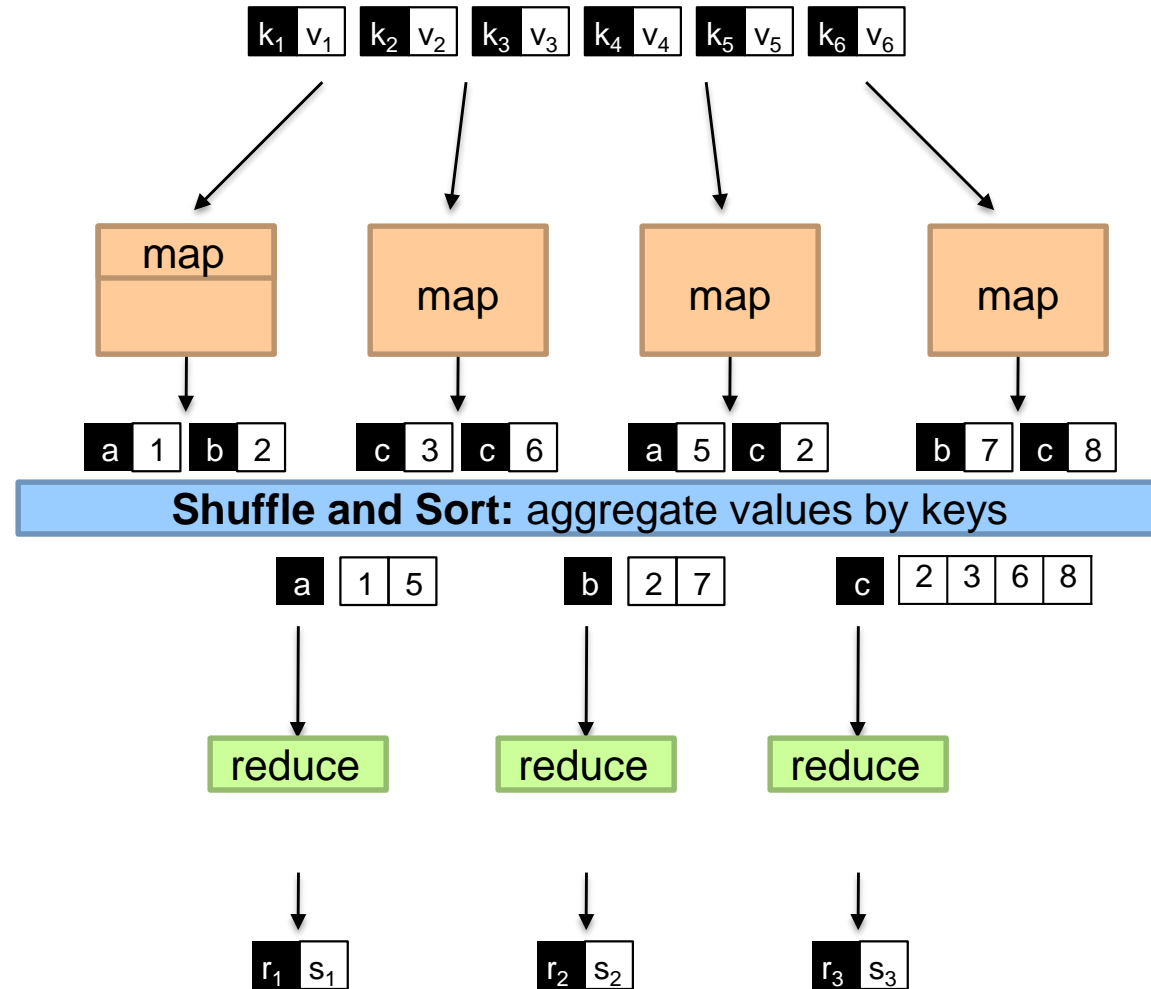 k1 v1 k2 v2 k3 v3 k4 v4 k5 v5 k6 v6
map
map map map
a 1 b 2 c 3 c 6 a 5 c 2 b 7 c 8
Shuffle and Sort: aggregate values by keys
a 1 5 b 2 7 c 2 3 6 8
reduce reduce reduce
r1 s1 r2 s2 r3 s3